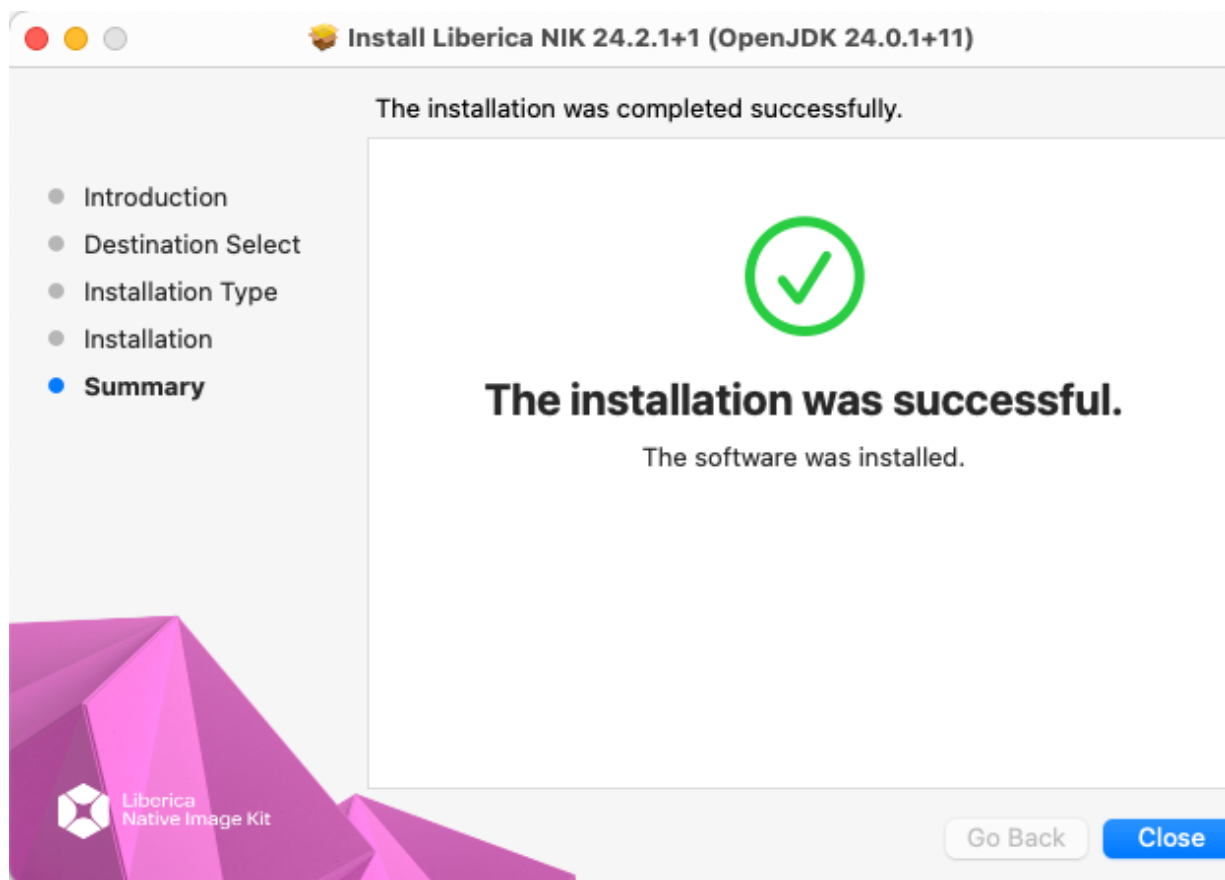 Install Liberica NIK 24.2.1+1 (OpenJDK 24.0.1+11)
The installation was completed successfully.
Introduction
Destination Select
Installation Type
Installation
Summary
The installation was successful.
The software was installed.
Liberica
Native Image Kit
Go Back
Close